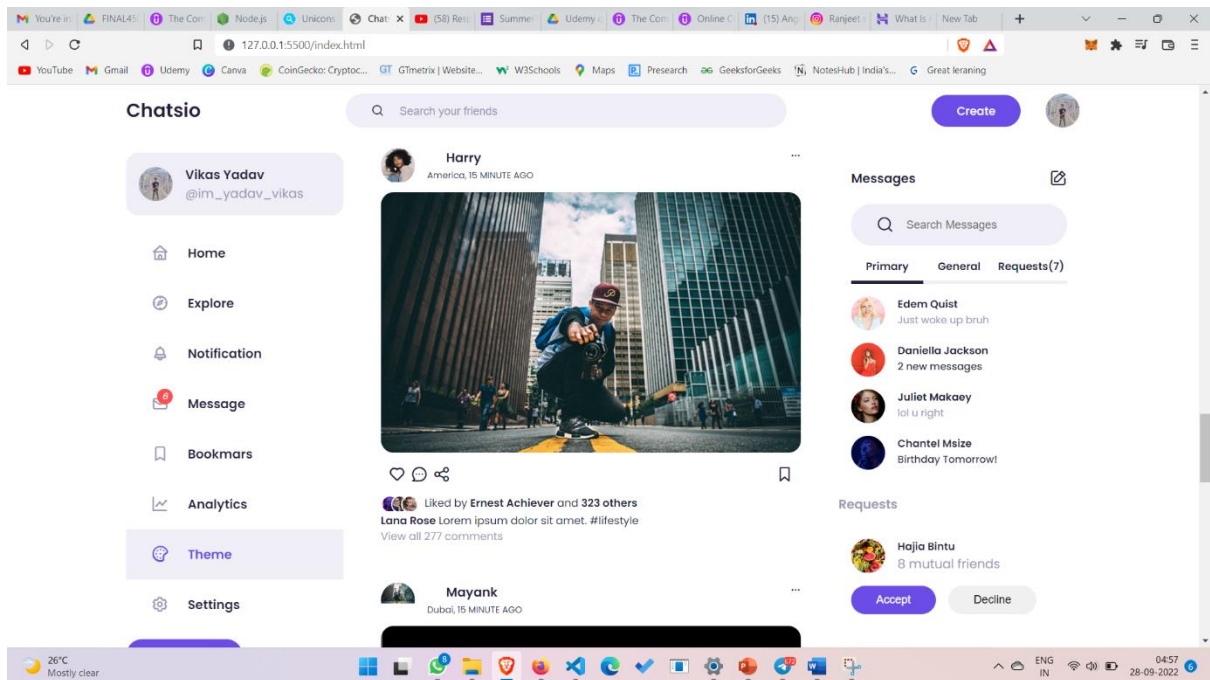 You're in
FINAL45
The Com
Node.js
Unicons
Chats
(58) Resp
Summe
Udemy
The Com
Online C
(15) Ang
Ranjeet
What Is
New Tab
127.0.0.1:5500/index.html
YouTube
Gmail
Udemy
Canva
CoinGecko: Cryptoc...
GTmetrix | Website...
W3Schools
Maps
Presearch
GeeksforGeeks
NotesHub | India's...
Great leraning
Chatsio
Search your friends
Create
Vikas Yadav
@im_yadav_vikas
Home
Explore
Notification
6
Message
Bookmars
Analytics
Theme
Settings
Harry
America, 15 MINUTE AGO
Liked by Ernest Achiever and 323 others
Lana Rose Lorem ipsum dolor sit amet. #lifestyle
View all 277 comments
Mayank
Dubai, 15 MINUTE AGO
Messages
Search Messages
Primary
General
Requests(7)
Edem Quist
Just woke up bruh
Daniella Jackson
2 new messages
Juliet Makaey
lol u right
Chantel Msize
Birthday Tomorrow!
Requests
Hajia Bintu
8 mutual friends
Accept
Decline
26°C
Mostly clear
8
672
ENG
IN
04:57
28-09-2022
6